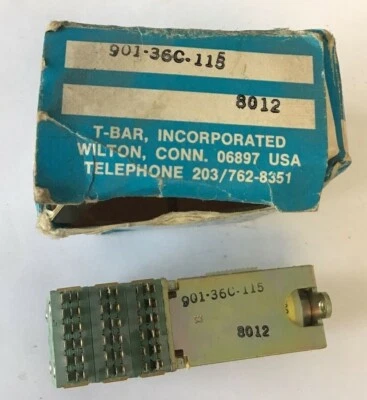 901-36C-115
8012
T-BAR, INCORPORATED
WILTON, CONN. 06897 USA
TELEPHONE 203/762-8351
901-36C-115
8012